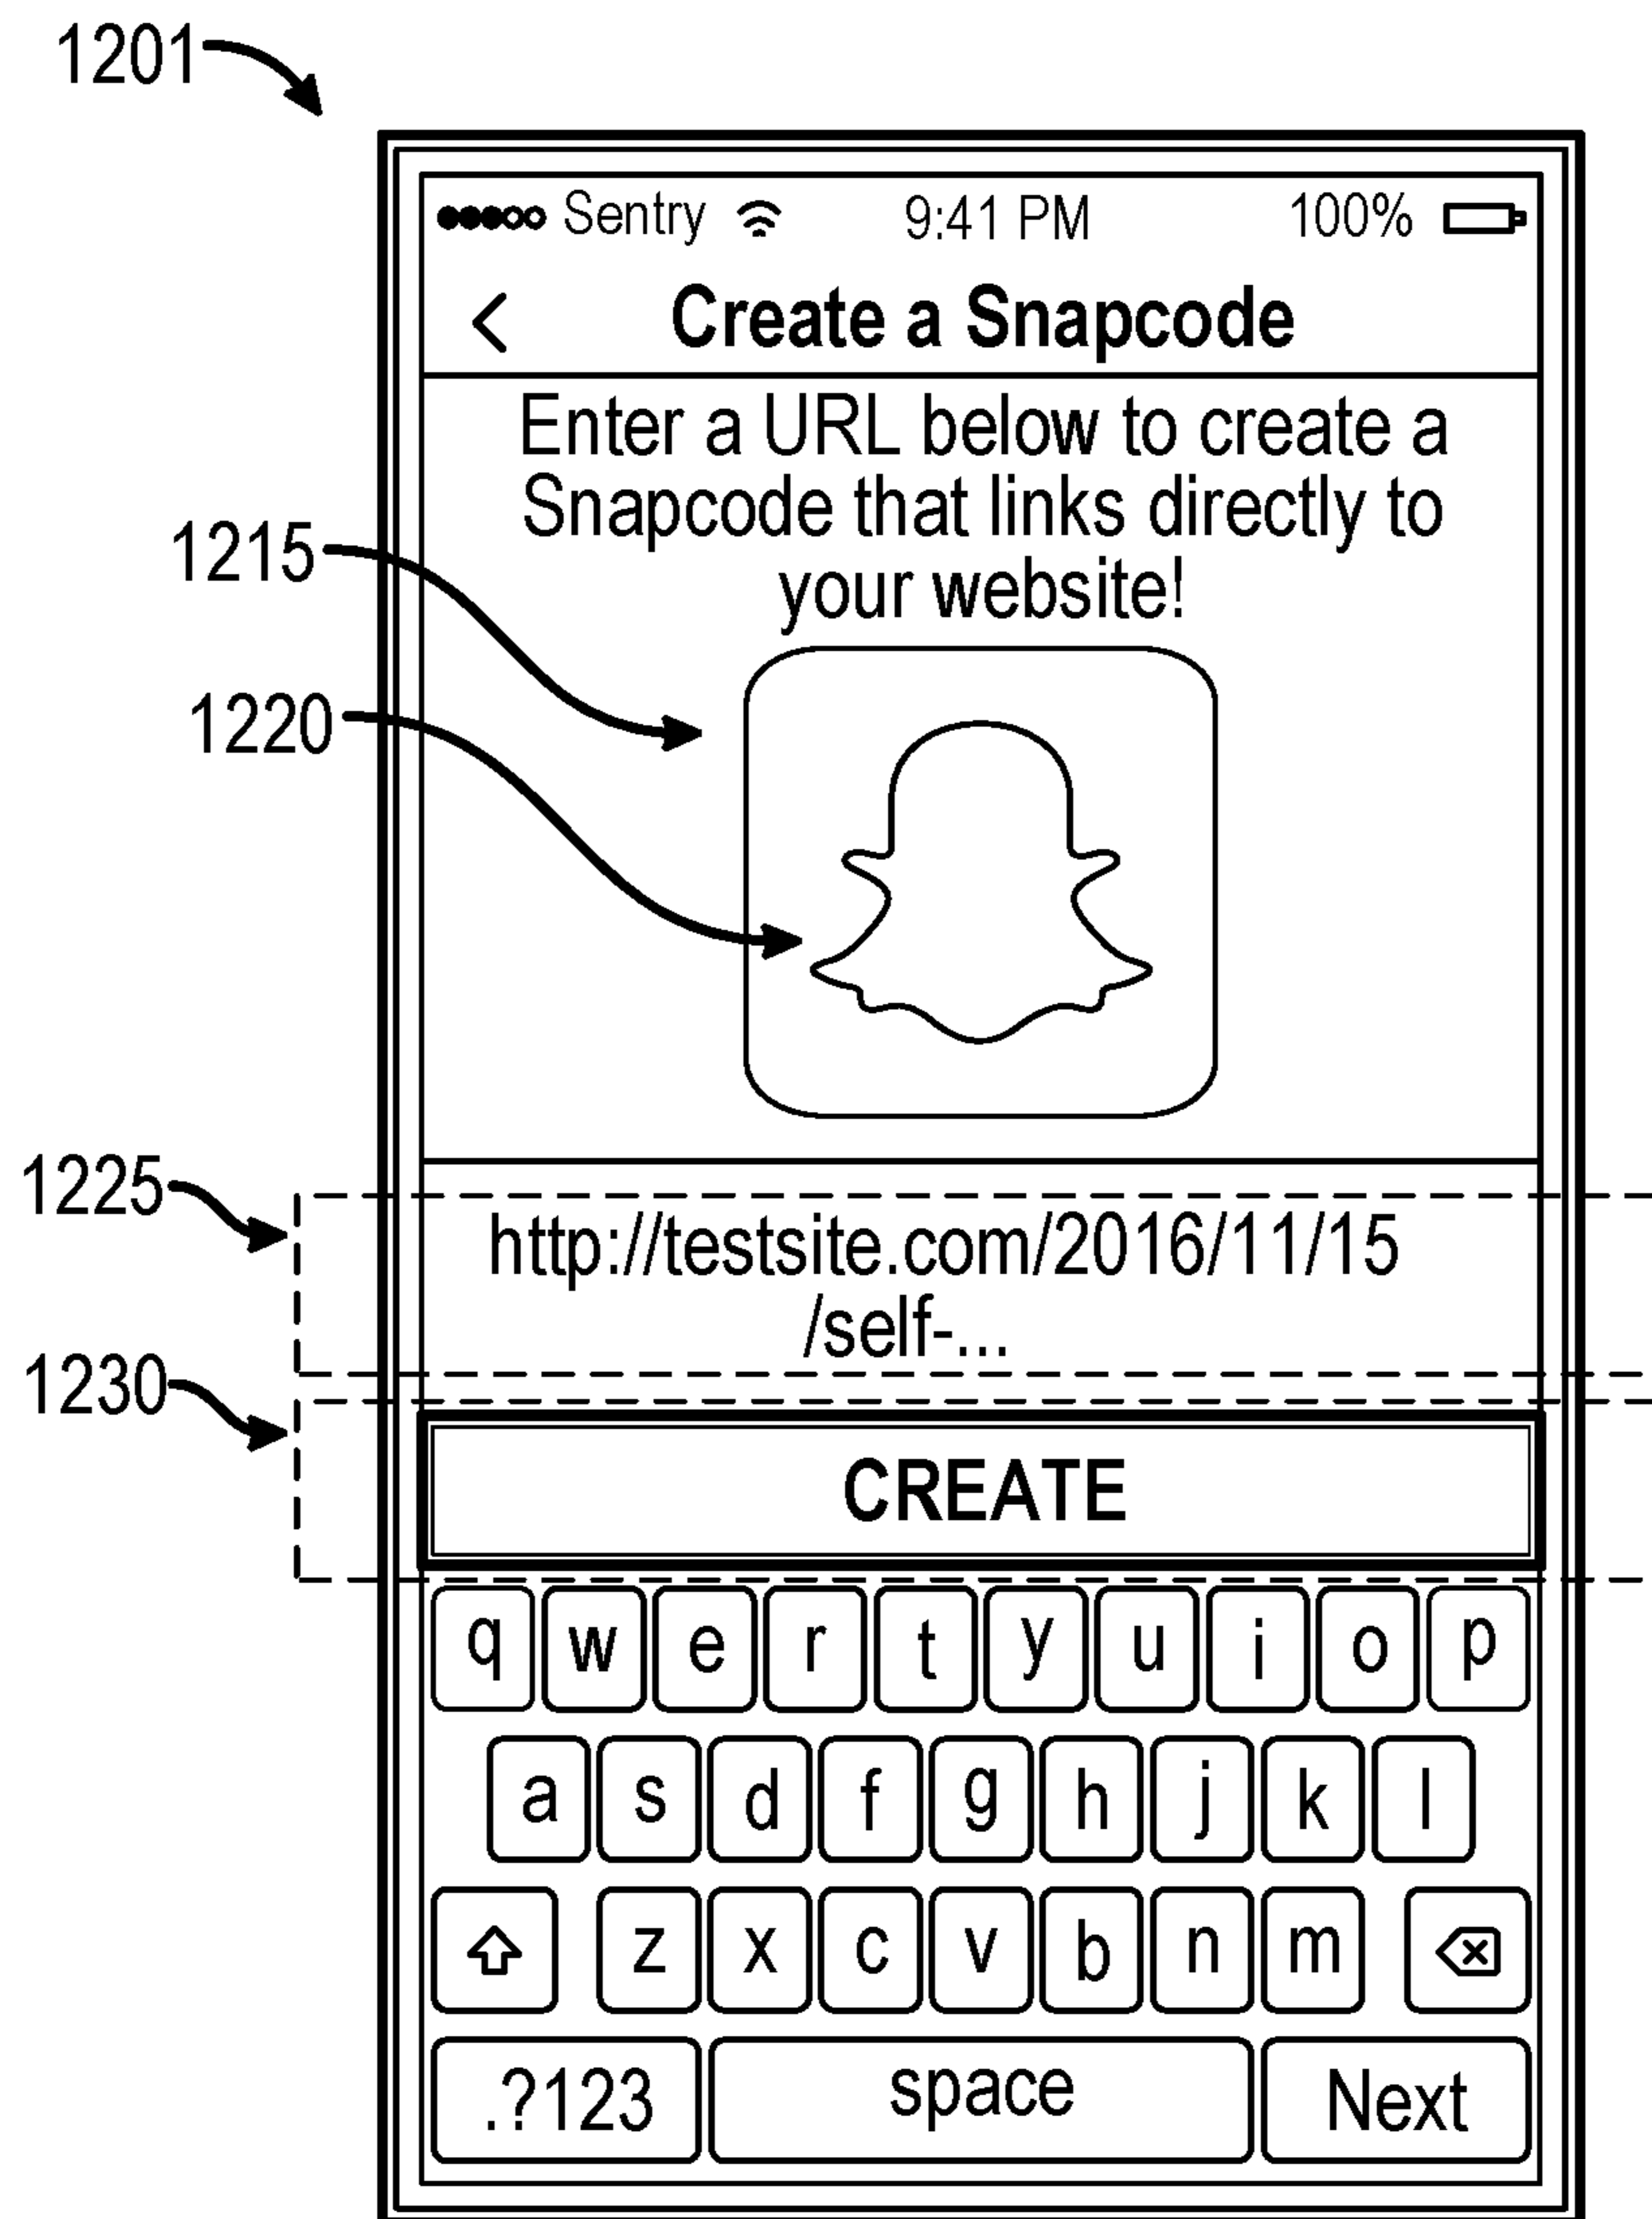 1201
Sentry 9:41 PM 100%
Create a Snapcode
Enter a URL below to create a
Snapcode that links directly to
your website!
1215
1220
1225
http://testsite.com/2016/11/15
/self-...
1230
CREATE
q w e r t y u i o p
a s d f g h j k l
z x c v b n m
.?123 space Next